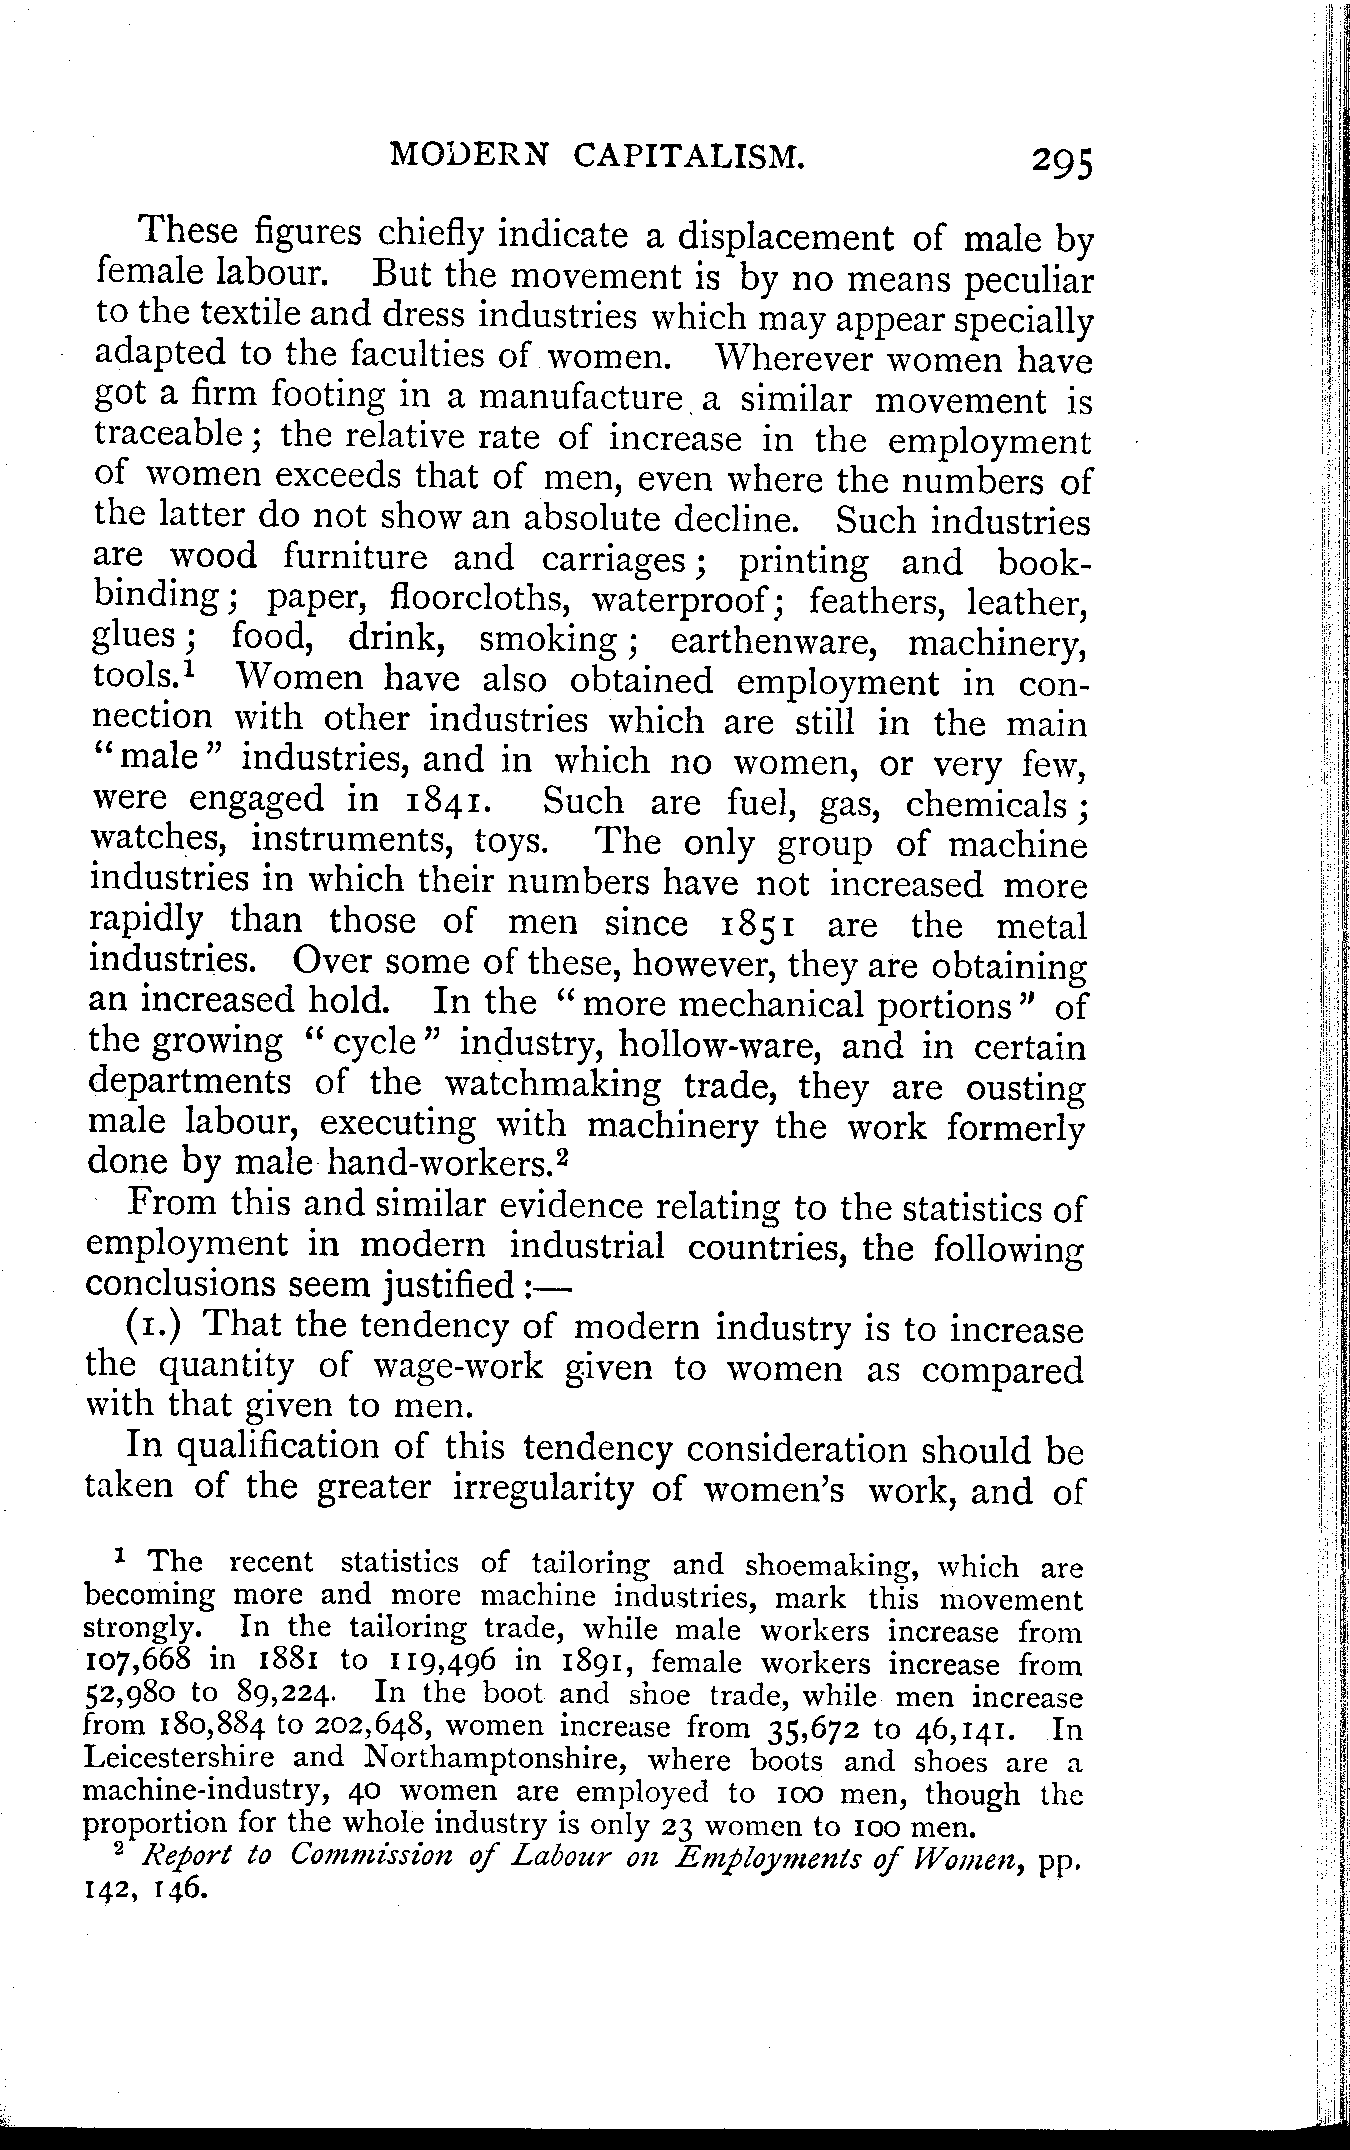 MODERN CAPITALISM. 295
These figures chiefly indicate a displacement of male by
female labour. But the movement is by no means peculiar
to the textile and dress industries which may appear specially
adapted to the faculties of women. Wherever women have
got a firm footing in a manufacture a similar movement is
traceable; the relative rate of increase in the employment
of women exceeds that of men, even where the numbers of
the latter do not show an absolute decline. Such industries
are wood furniture and carriages; printing and book-
binding; paper, floorcloths, waterproof; feathers, leather,
glues; food, drink, smoking; earthenware, machinery,
tools.¹ Women have also obtained employment in con-
nection with other industries which are still in the main
“male” industries, and in which no women, or very few,
were engaged in 1841. Such are fuel, gas, chemicals;
watches, instruments, toys. The only group of machine
industries in which their numbers have not increased more
rapidly than those of men since 1851 are the metal
industries. Over some of these, however, they are obtaining
an increased hold. In the “more mechanical portions” of
the growing “cycle” industry, hollow-ware, and in certain
departments of the watchmaking trade, they are ousting
male labour, executing with machinery the work formerly
done by male hand-workers.²
From this and similar evidence relating to the statistics of
employment in modern industrial countries, the following
conclusions seem justified:—
(1.) That the tendency of modern industry is to increase
the quantity of wage-work given to women as compared
with that given to men.
In qualification of this tendency consideration should be
taken of the greater irregularity of women's work, and of
¹ The recent statistics of tailoring and shoemaking, which are
becoming more and more machine industries, mark this movement
strongly. In the tailoring trade, while male workers increase from
107,668 in 1881 to 119,496 in 1891, female workers increase from
52,980 to 89,224. In the boot and shoe trade, while men increase
from 180,884 to 202,648, women increase from 35,672 to 46,141. In
Leicestershire and Northamptonshire, where boots and shoes are a
machine-industry, 40 women are employed to 100 men, though the
proportion for the whole industry is only 23 women to 100 men.
² Report to Commission of Labour on Employments of Women, pp.
142, 146.